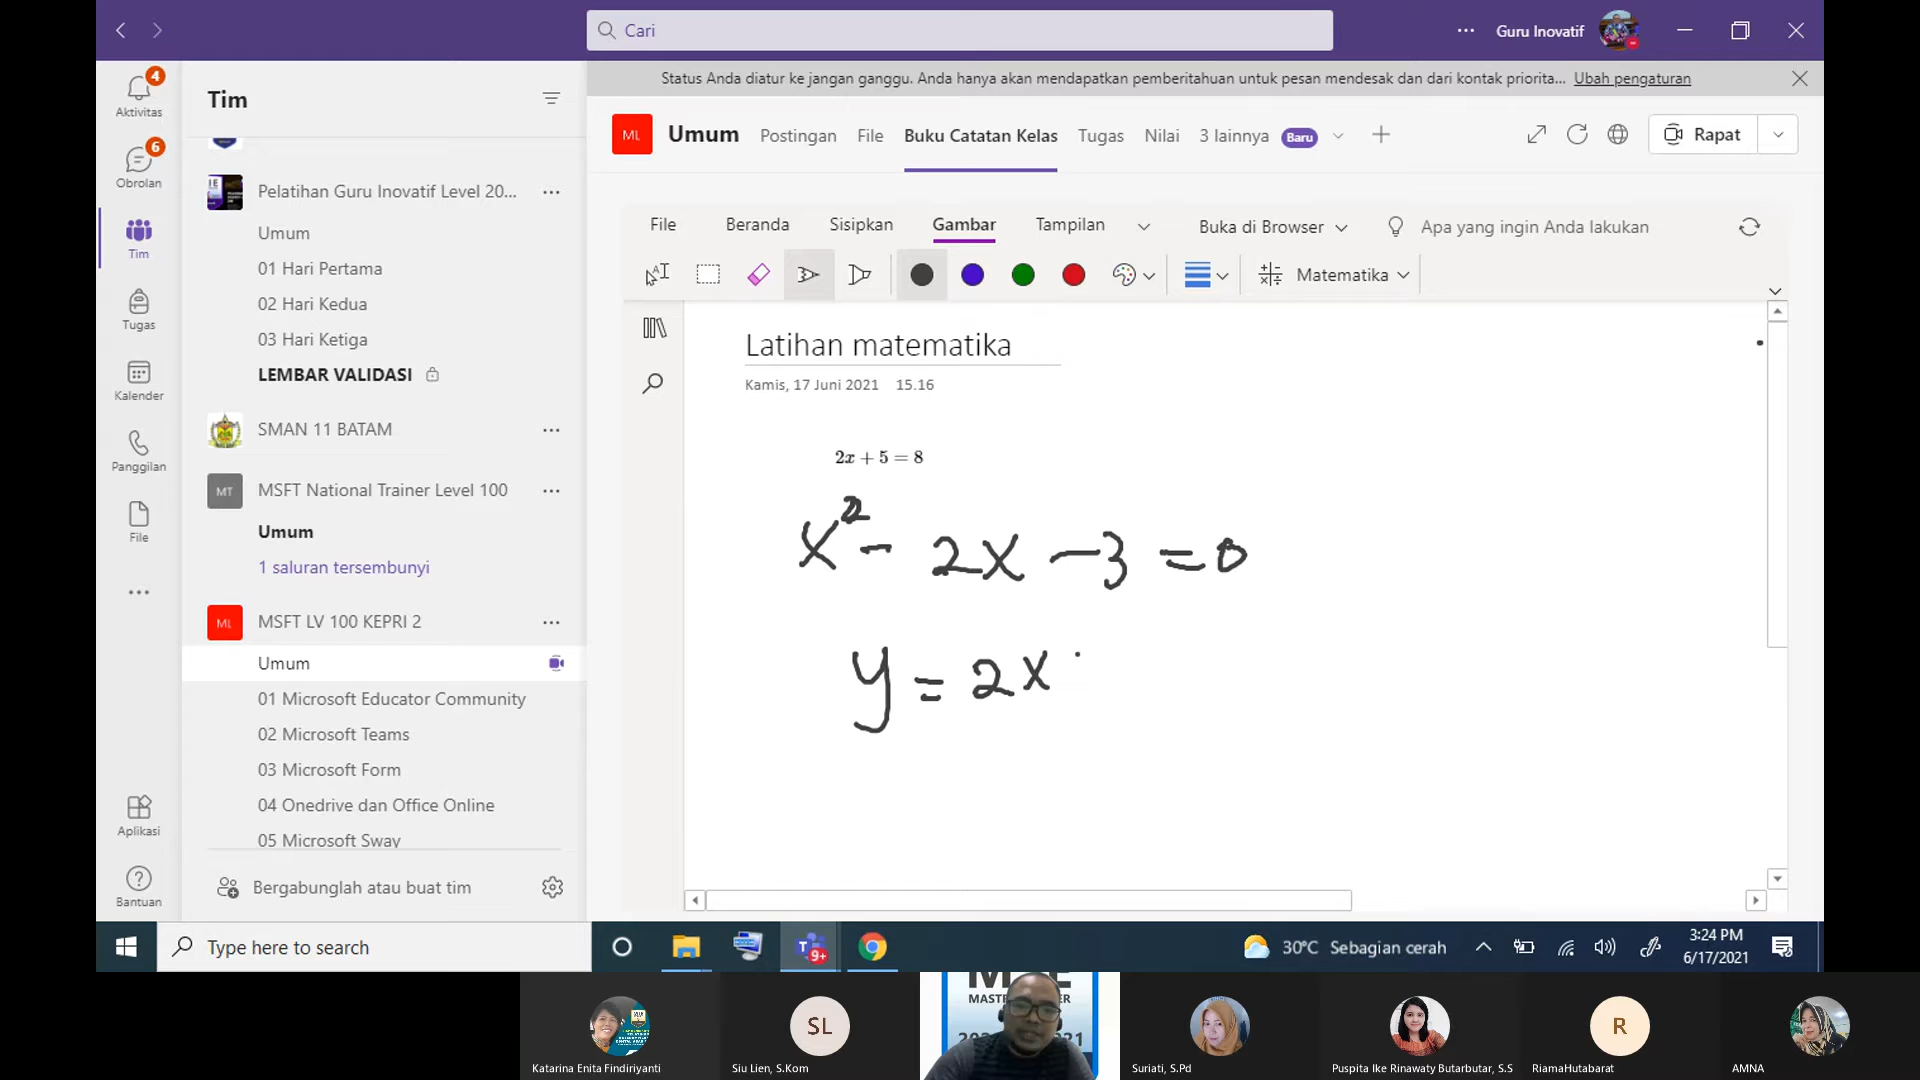 Cari
Guru Inovatif
Status Anda diatur ke jangan ganggu. Anda hanya akan mendapatkan pemberitahuan untuk pesan mendesak dan dari kontak priorita... Ubah pengaturan
4
Aktivitas
6
Obrolan
Tim
Tugas
Kalender
Panggilan
File
Aplikasi
Bantuan
Tim
Pelatihan Guru Inovatif Level 20...
Umum
01 Hari Pertama
02 Hari Kedua
03 Hari Ketiga
LEMBAR VALIDASI
SMAN 11 BATAM
MT MSFT National Trainer Level 100
Umum
1 saluran tersembunyi
ML MSFT LV 100 KEPRI 2
Umum
01 Microsoft Educator Community
02 Microsoft Teams
03 Microsoft Form
04 Onedrive dan Office Online
05 Microsoft Sway
Bergabunglah atau buat tim
ML Umum Postingan File Buku Catatan Kelas Tugas Nilai 3 lainnya Baru Rapat
File Beranda Sisipkan Gambar Tampilan Buka di Browser Apa yang ingin Anda lakukan
Matematika
Latihan matematika
Kamis, 17 Juni 2021 15.16
2x + 5 = 8
x² - 2x - 3 = 0
y = 2x
Type here to search
9+
30°C Sebagian cerah
3:24 PM
6/17/2021
Katarina Enita Findiriyanti
SL
Siu Lien, S.Kom
Suriati, S.Pd
Puspita Ike Rinawaty Butarbutar, S.S
R
RiamaHutabarat
AMNA